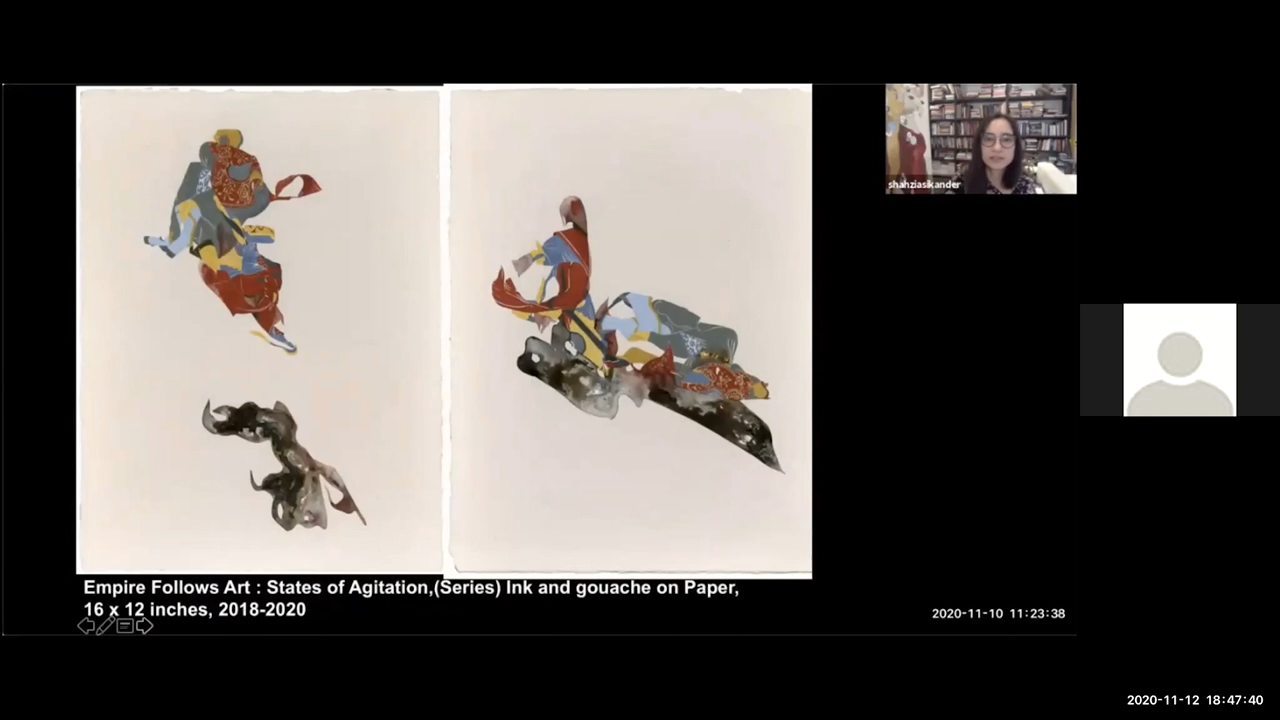 shahziasikander
Empire Follows Art : States of Agitation,(Series) Ink and gouache on Paper,
16 x 12 inches, 2018-2020
2020-11-10 11:23:38
2020-11-12 18:47:40